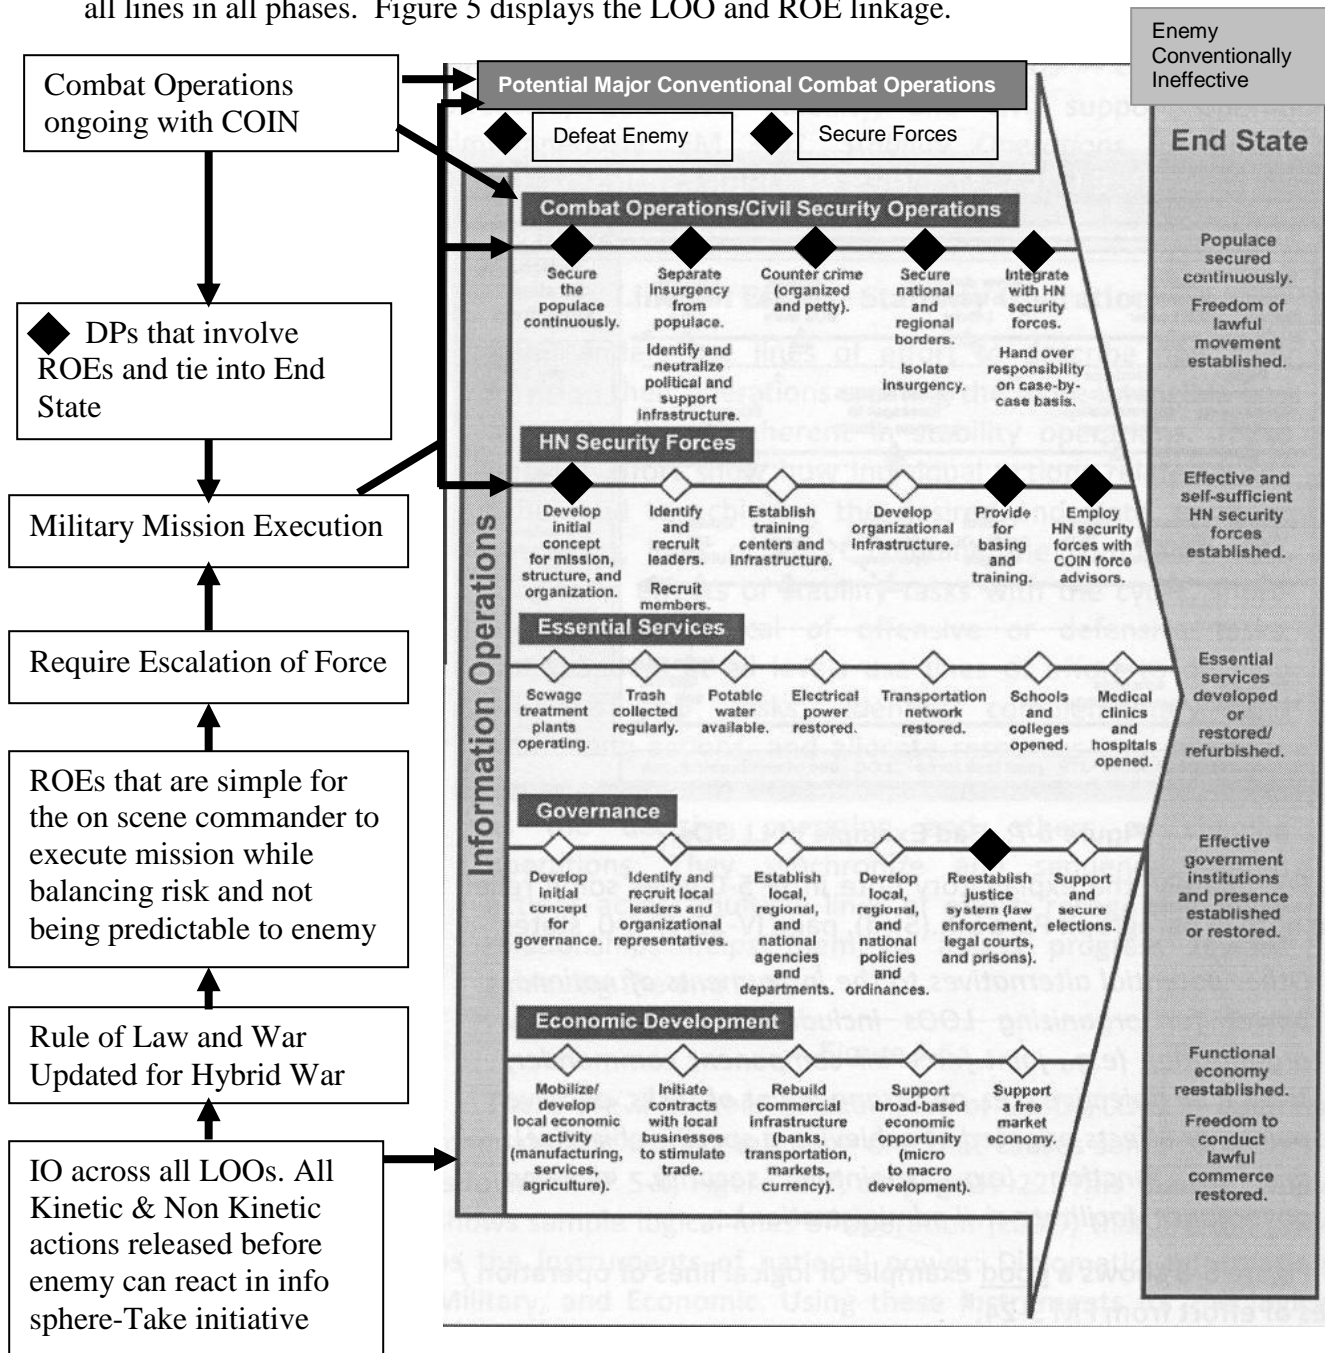 all lines in all phases.  Figure 5 displays the LOO and ROE linkage.
Combat Operations
ongoing with COIN
DPs that involve
ROEs and tie into End
State
Military Mission Execution
Require Escalation of Force
ROEs that are simple for
the on scene commander to
execute mission while
balancing risk and not
being predictable to enemy
Rule of Law and War
Updated for Hybrid War
IO across all LOOs. All
Kinetic & Non Kinetic
actions released before
enemy can react in info
sphere-Take initiative
Information Operations
Potential Major Conventional Combat Operations
Defeat Enemy
Secure Forces
Combat Operations/Civil Security Operations
Secure
the
populace
continuously.
Separate
insurgency
from
populace.
Identify and
neutralize
political and
support
infrastructure.
Counter crime
(organized
and petty).
Secure
national
and
regional
borders.
Isolate
insurgency.
Integrate
with HN
security
forces.
Hand over
responsibility
on case-by-
case basis.
HN Security Forces
Develop
initial
concept
for mission,
structure, and
organization.
Identify
and
recruit
leaders.
Recruit
members.
Establish
training
centers and
infrastructure.
Develop
organizational
infrastructure.
Provide
for
basing
and
training.
Employ
HN security
forces with
COIN force
advisors.
Essential Services
Sewage
treatment
plants
operating.
Trash
collected
regularly.
Potable
water
available.
Electrical
power
restored.
Transportation
network
restored.
Schools
and
colleges
opened.
Medical
clinics
and
hospitals
opened.
Governance
Develop
initial
concept
for
governance.
Identify and
recruit local
leaders and
organizational
representatives.
Establish
local,
regional,
and
national
agencies
and
departments.
Develop
local,
regional,
and
national
policies
and
ordinances.
Reestablish
justice
system (law
enforcement,
legal courts,
and prisons).
Support
and
secure
elections.
Economic Development
Mobilize/
develop
local economic
activity
(manufacturing,
services,
agriculture).
Initiate
contracts
with local
businesses
to stimulate
trade.
Rebuild
commercial
infrastructure
(banks,
transportation,
markets,
currency).
Support
broad-based
economic
opportunity
(micro
to macro
development).
Support
a free
market
economy.
Enemy
Conventionally
Ineffective
End State
Populace
secured
continuously.
Freedom of
lawful
movement
established.
Effective and
self-sufficient
HN security
forces
established.
Essential
services
developed
or
restored/
refurbished.
Effective
government
institutions
and presence
established
or restored.
Functional
economy
reestablished.
Freedom to
conduct
lawful
commerce
restored.